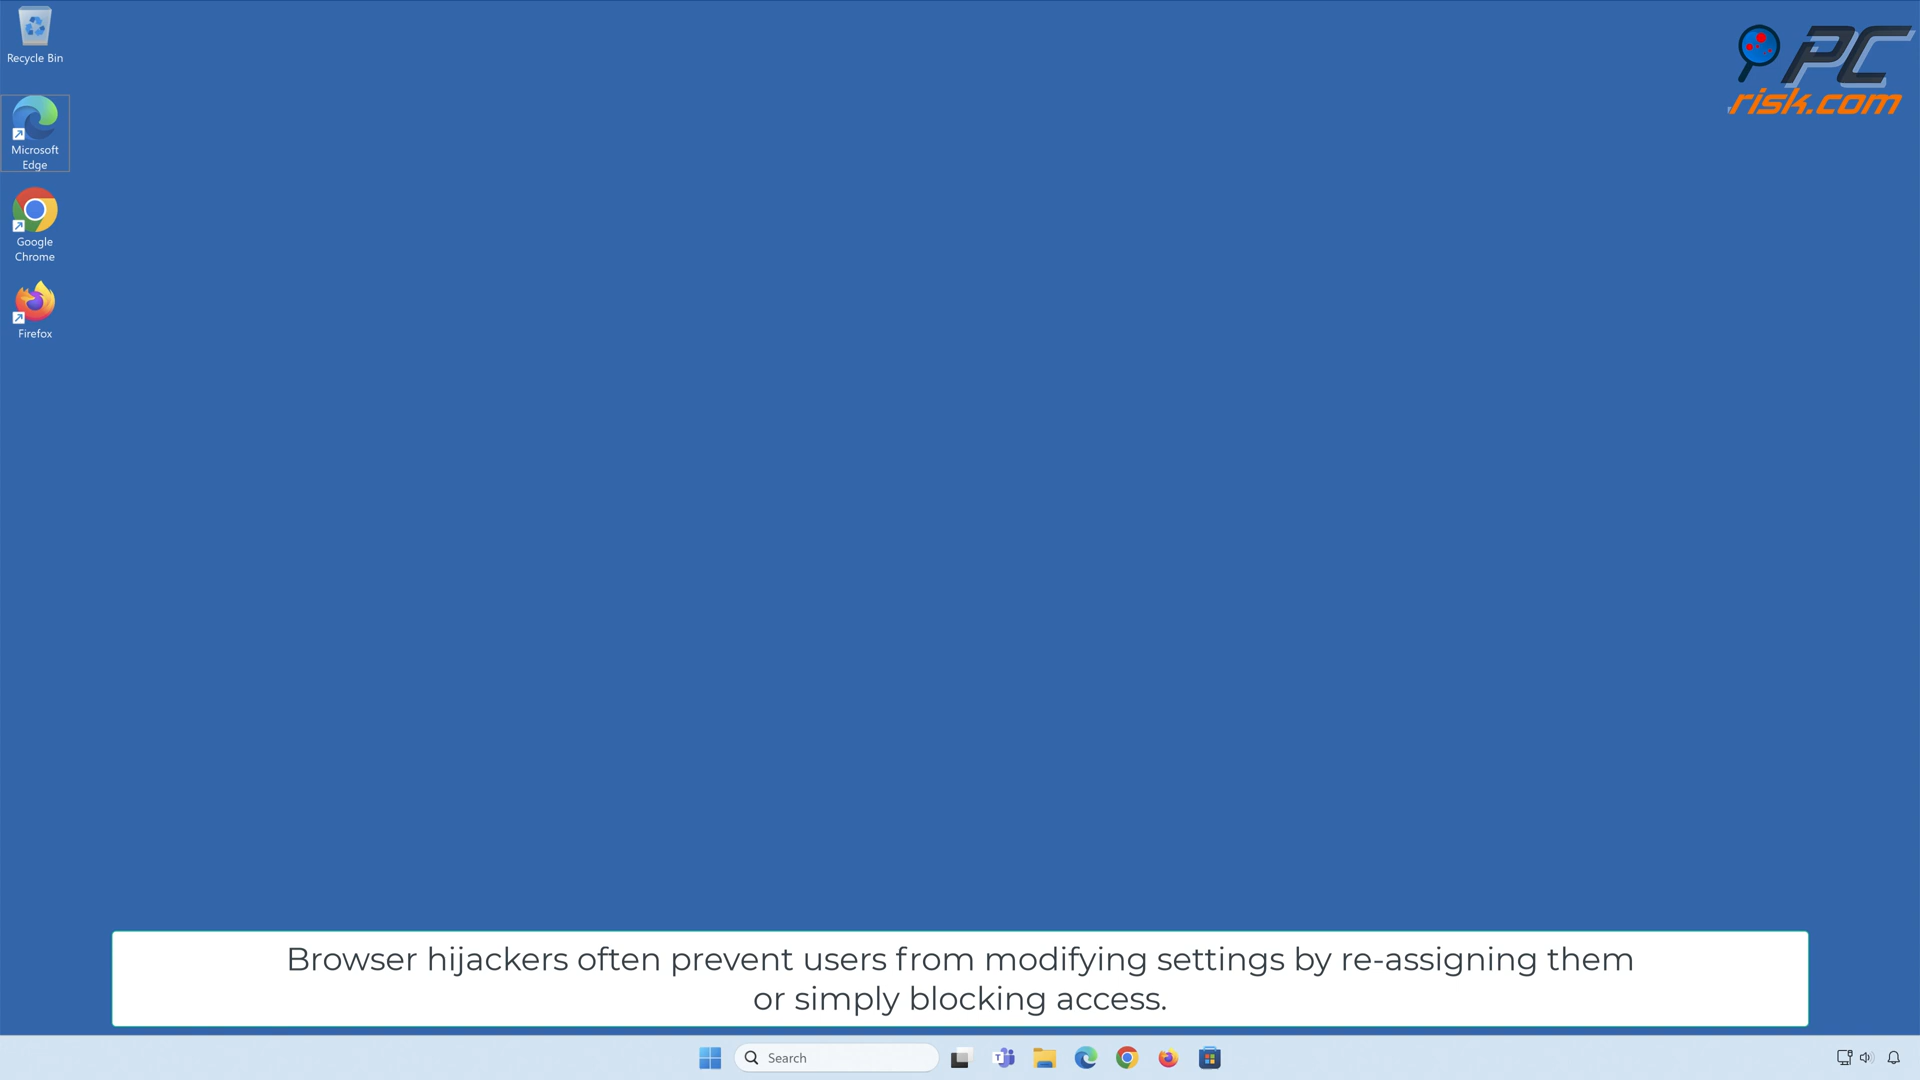 Recycle Bin
Microsoft
Edge
Google
Chrome
Firefox
PC
risk.com
Browser hijackers often prevent users from modifying settings by re-assigning them
or simply blocking access.
Search